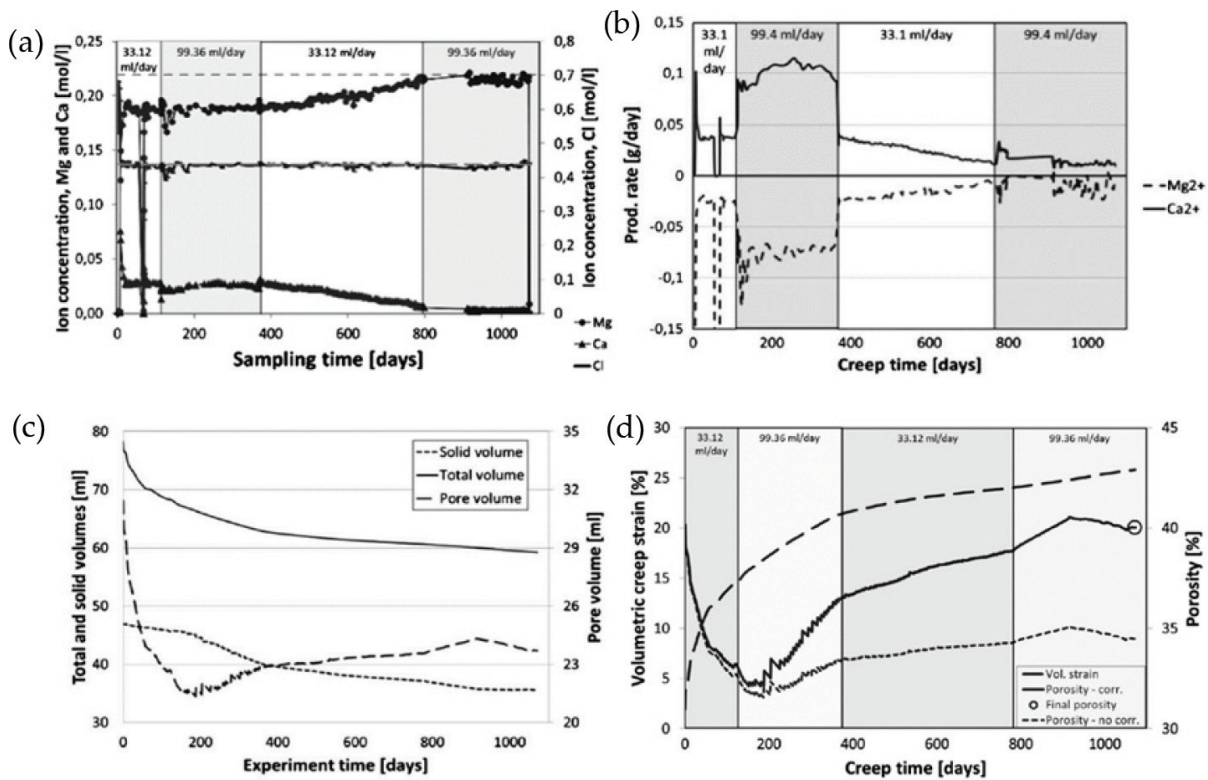 (a)
33.12
ml/day
99.36 ml/day
33.12 ml/day
99.36 ml/day
Ion concentration, Mg and Ca [mol/l]
0,25
0,20
0,15
0,10
0,05
0,00
0,8
0,7
0,6
0,5
0,4
0,3
0,2
0,1
0
Ion concentration, Cl [mol/l]
0 200 400 600 800 1000
Sampling time [days]
Mg
Ca
Cl
(b)
33.1
ml/
day
99.4 ml/day
33.1 ml/day
99.4 ml/day
Prod. rate [g/day]
0,15
0,1
0,05
0
-0,05
-0,1
-0,15
0 200 400 600 800 1000
Creep time [days]
Mg2+
Ca2+
(c)
Total and solid volumes [ml]
80
70
60
50
40
30
Solid volume
Total volume
Pore volume
35
32
29
26
23
20
Pore volume [ml]
0 200 400 600 800 1000
Experiment time [days]
(d)
33.12
ml/day
99.36 ml/day
33.12 ml/day
99.36 ml/day
Volumetric creep strain [%]
30
25
20
15
10
5
0
45
40
35
30
Porosity [%]
Vol. strain
Porosity - corr.
Final porosity
Porosity - no corr.
0 200 400 600 800 1000
Creep time [days]